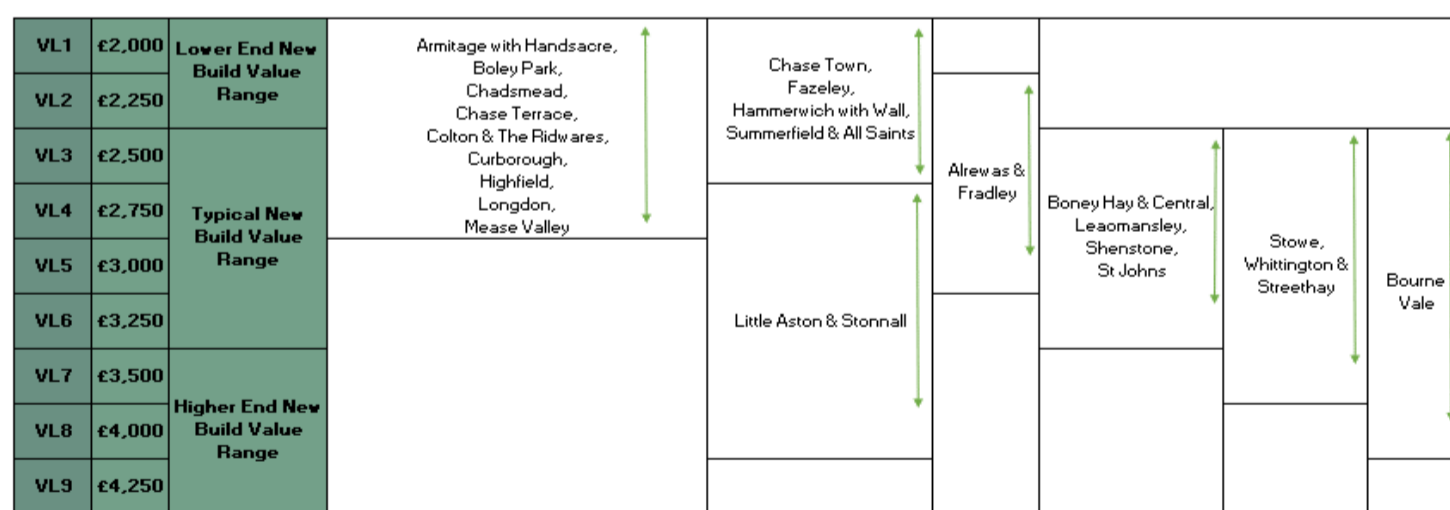 VL1 £2,000
VL2 £2,250
VL3 £2,500
VL4 £2,750
VL5 £3,000
VL6 £3,250
VL7 £3,500
VL8 £4,000
VL9 £4,250
Lower End New
Build Value
Range
Typical New
Build Value
Range
Higher End New
Build Value
Range
Armitage with Handsacre,
Boley Park,
Chadsmead,
Chase Terrace,
Colton & The Ridwares,
Curborough,
Highfield,
Longdon,
Mease Valley
Chase Town,
Fazeley,
Hammerwich with Wall,
Summerfield & All Saints
Little Aston & Stonnall
Alrewas &
Fradley
Boney Hay & Central,
Leaomansley,
Shenstone,
St Johns
Stowe,
Whittington &
Streethay
Bourne
Vale